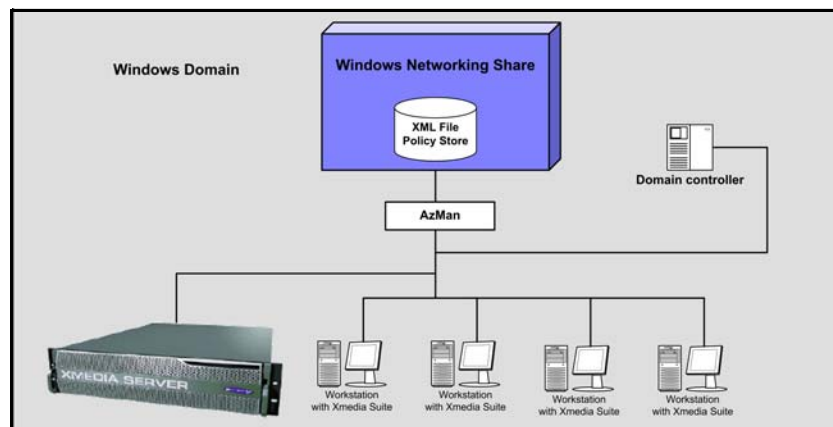 Windows Domain
Windows Networking Share
XML File
Policy Store
Domain controller
AzMan
XMEDIA SERVER
Workstation
with Xmedia Suite
Workstation
with Xmedia Suite
Workstation
with Xmedia Suite
Workstation
with Xmedia Suite